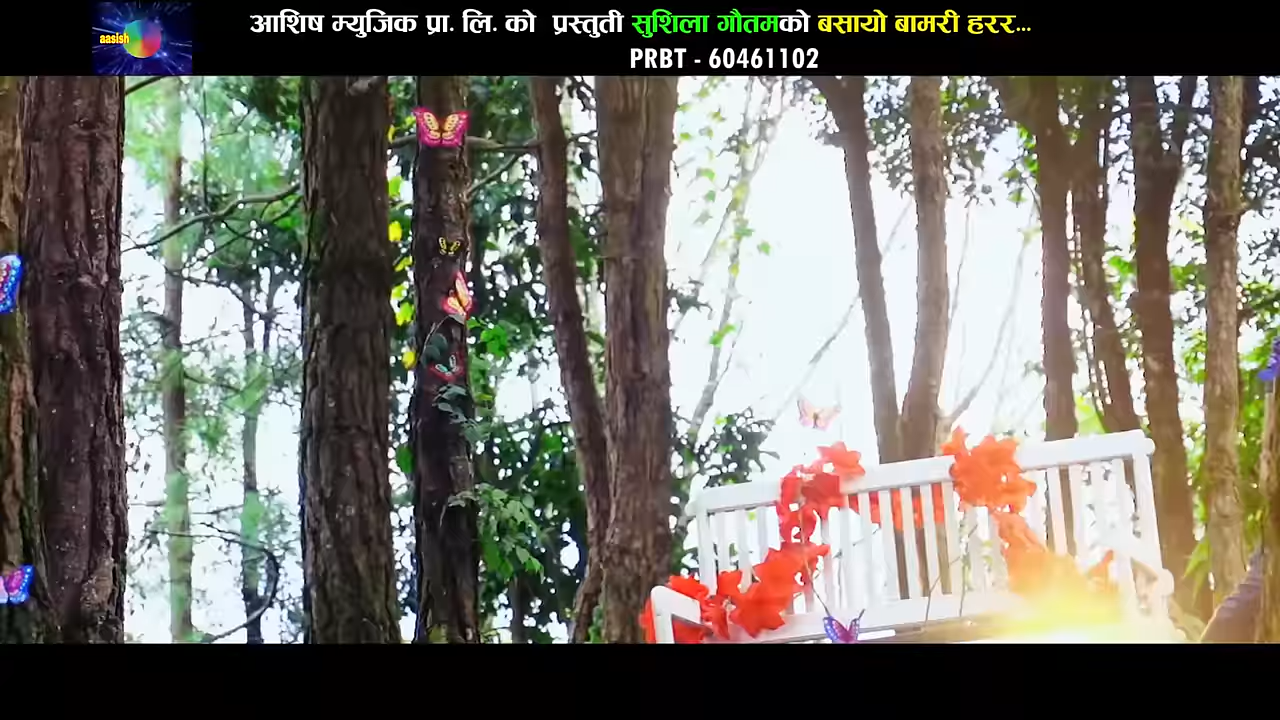 आशिष म्युजिक प्रा. लि. को प्रस्तुती सुशिला गौतमको बसायो बामरी हरर...
aasish
PRBT - 60461102